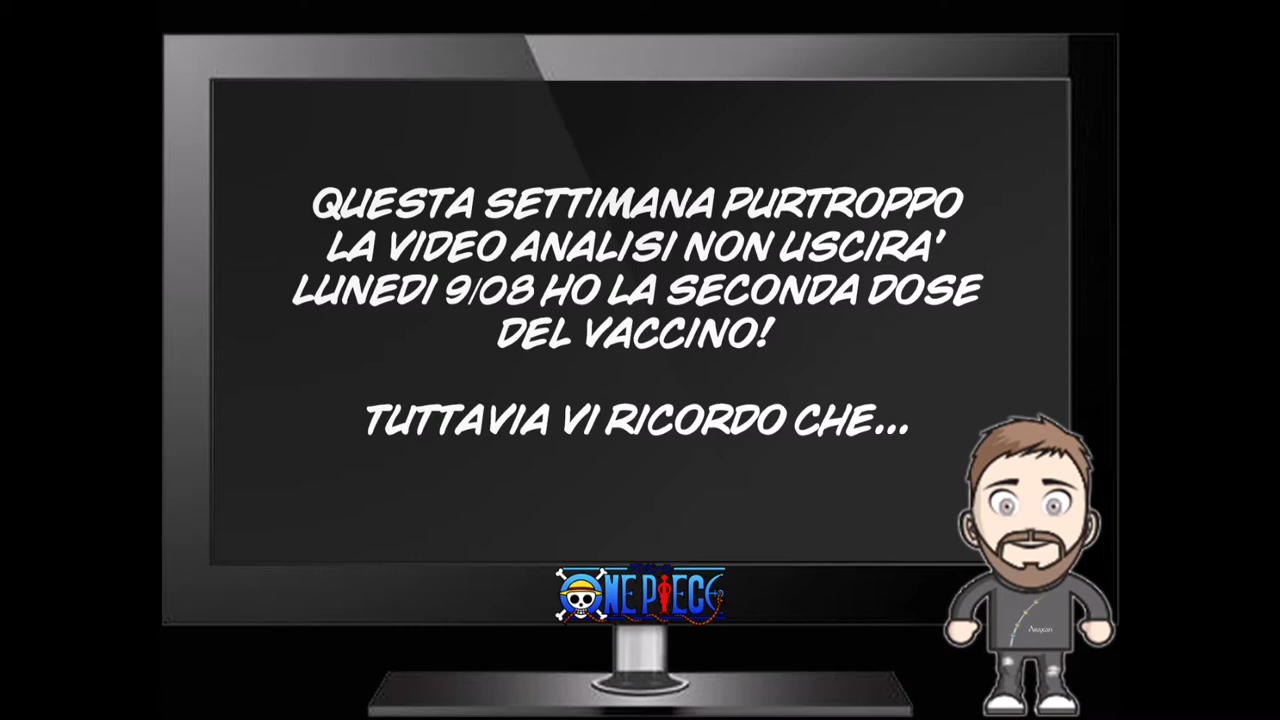 QUESTA SETTIMANA PURTROPPO
LA VIDEO ANALISI NON USCIRA'
LUNEDI 9/08 HO LA SECONDA DOSE
DEL VACCINO!
TUTTAVIA VI RICORDO CHE...
ONE PIECE